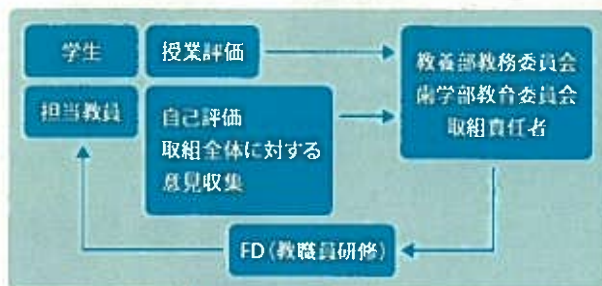 学生
授業評価
担当教員
自己評価
取組全体に対する
意見収集
教養部教務委員会
歯学部教育委員会
取組責任者
FD(教職員研修)